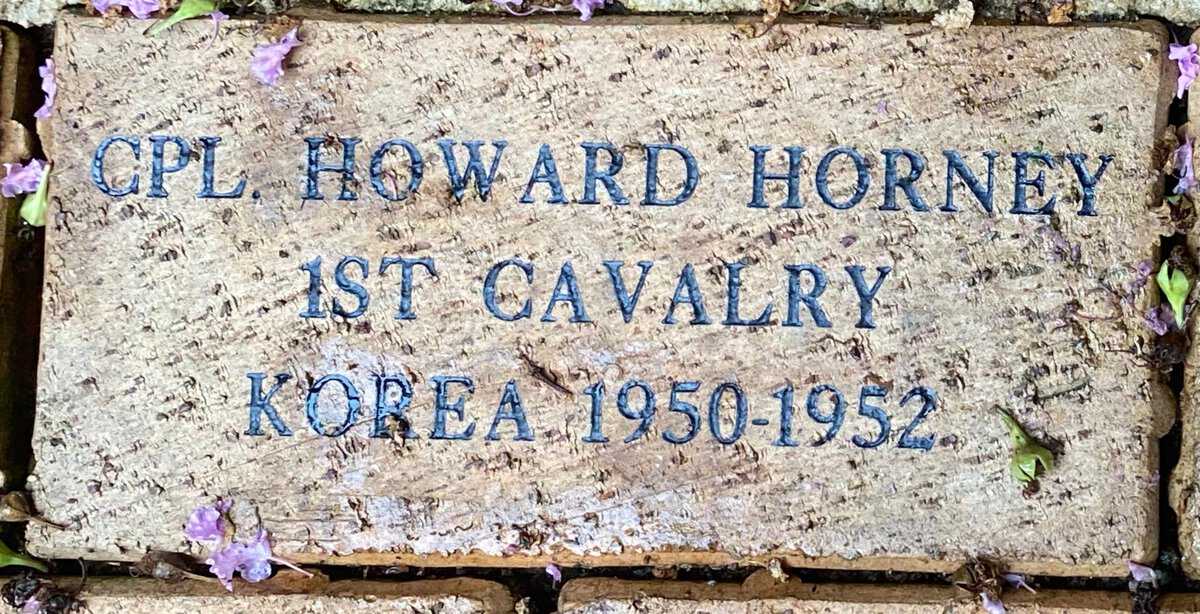 CPL. HOWARD HORNEY
1ST CAVALRY
KOREA 1950-1952